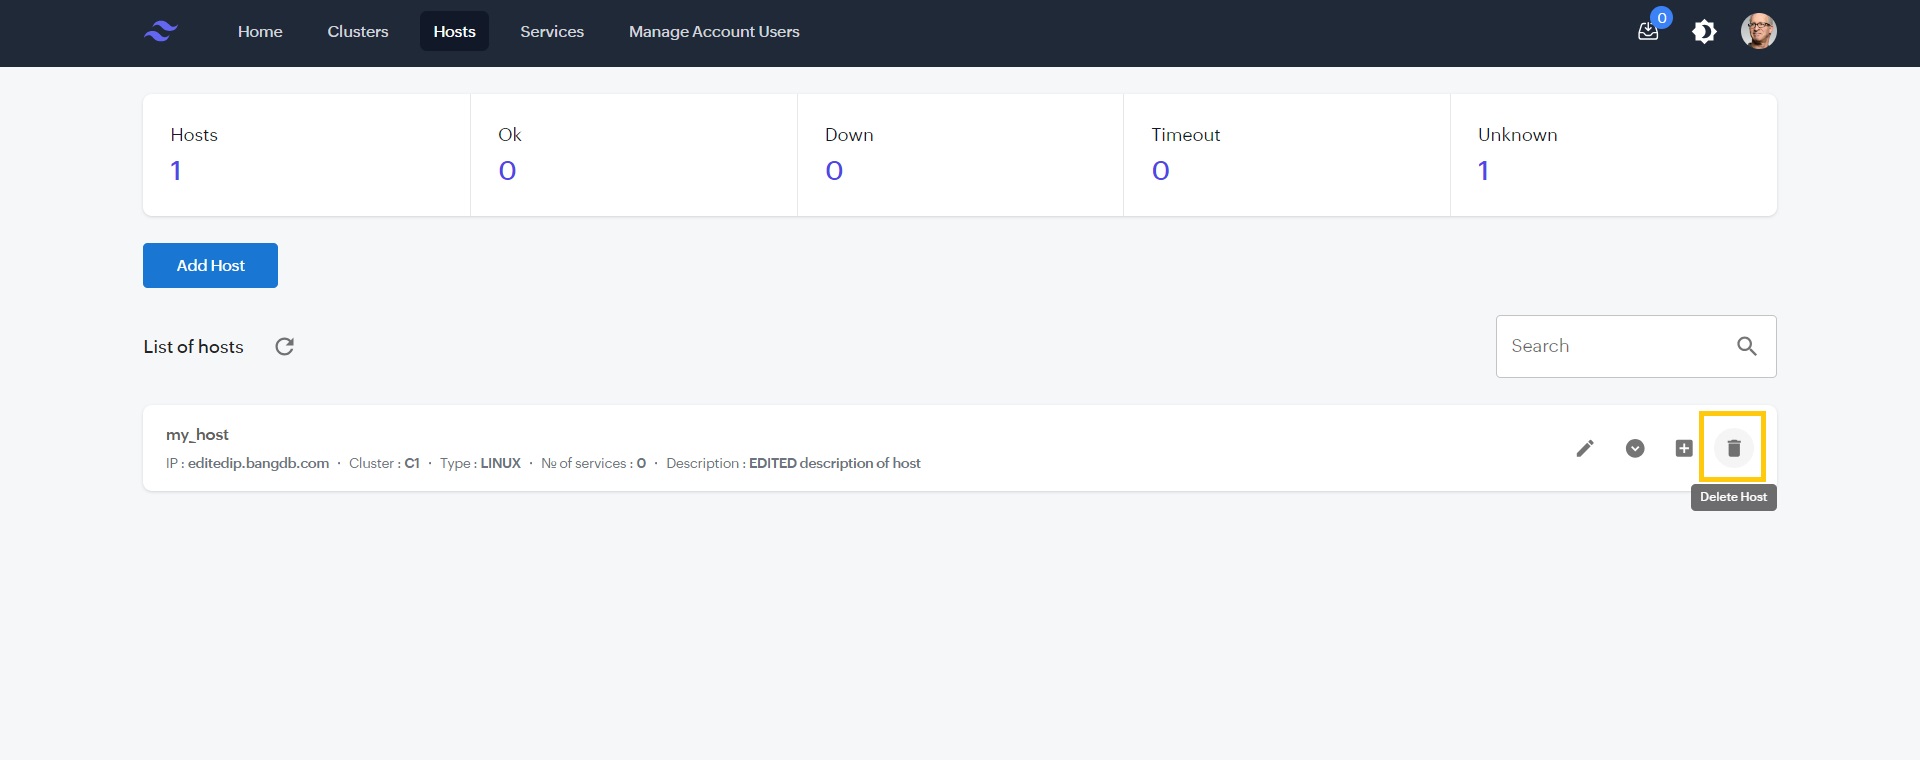 Home Clusters Hosts Services Manage Account Users 0
Hosts Ok Down Timeout Unknown
1 0 0 0 1
Add Host
List of hosts Search
my_host
IP : editedip.bangdb.com · Cluster : C1 · Type : LINUX · № of services : 0 · Description : EDITED description of host
Delete Host